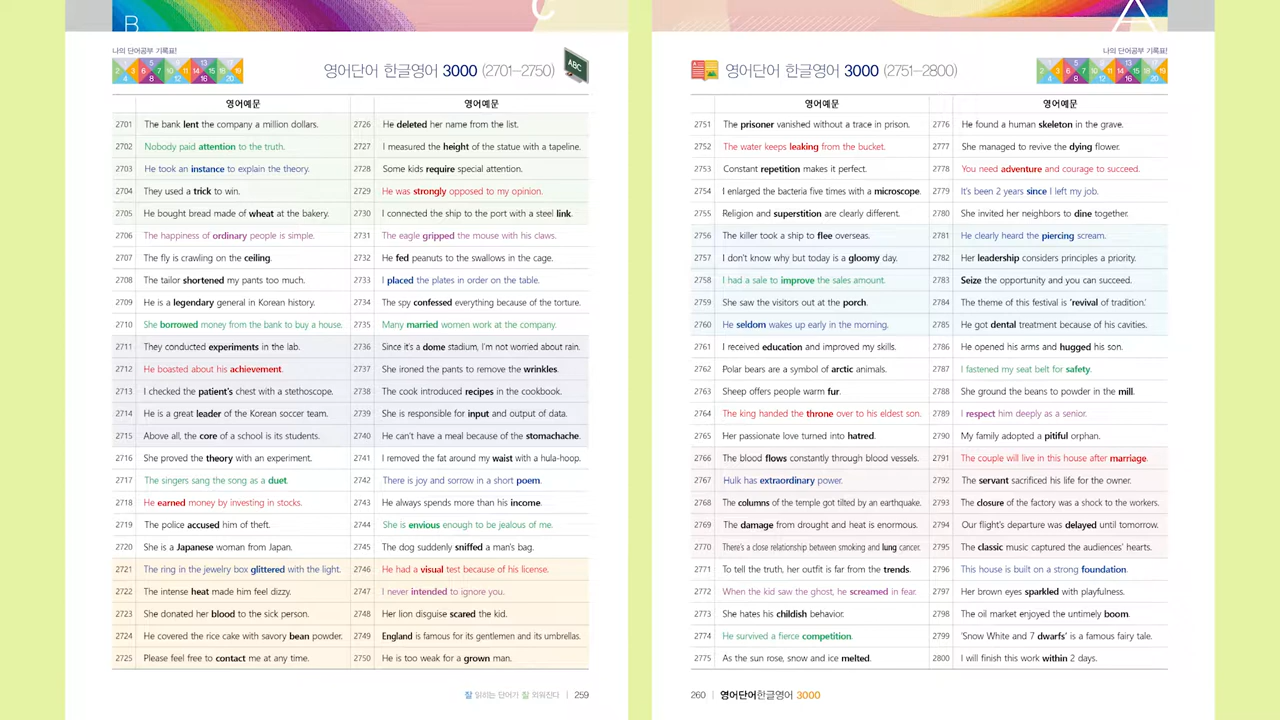 B
C
나의 단어공부 기록표!
2 4 6 5 7 8 10 9 12 11 14 13 15 16 18 17 19 20
영어단어 한글영어 3000 (2701-2750)
ABC
영어예문
영어예문
2701 The bank lent the company a million dollars.
2702 Nobody paid attention to the truth.
2703 He took an instance to explain the theory.
2704 They used a trick to win.
2705 He bought bread made of wheat at the bakery.
2706 The happiness of ordinary people is simple.
2707 The fly is crawling on the ceiling.
2708 The tailor shortened my pants too much.
2709 He is a legendary general in Korean history.
2710 She borrowed money from the bank to buy a house.
2711 They conducted experiments in the lab.
2712 He boasted about his achievement.
2713 I checked the patient's chest with a stethoscope.
2714 He is a great leader of the Korean soccer team.
2715 Above all, the core of a school is its students.
2716 She proved the theory with an experiment.
2717 The singers sang the song as a duet.
2718 He earned money by investing in stocks.
2719 The police accused him of theft.
2720 She is a Japanese woman from Japan.
2721 The ring in the jewelry box glittered with the light.
2722 The intense heat made him feel dizzy.
2723 She donated her blood to the sick person.
2724 He covered the rice cake with savory bean powder.
2725 Please feel free to contact me at any time.
2726 He deleted her name from the list.
2727 I measured the height of the statue with a tapeline.
2728 Some kids require special attention.
2729 He was strongly opposed to my opinion.
2730 I connected the ship to the port with a steel link.
2731 The eagle gripped the mouse with his claws.
2732 He fed peanuts to the swallows in the cage.
2733 I placed the plates in order on the table.
2734 The spy confessed everything because of the torture.
2735 Many married women work at the company.
2736 Since it's a dome stadium, I'm not worried about rain.
2737 She ironed the pants to remove the wrinkles.
2738 The cook introduced recipes in the cookbook.
2739 She is responsible for input and output of data.
2740 He can't have a meal because of the stomachache.
2741 I removed the fat around my waist with a hula-hoop.
2742 There is joy and sorrow in a short poem.
2743 He always spends more than his income.
2744 She is envious enough to be jealous of me.
2745 The dog suddenly sniffed a man's bag.
2746 He had a visual test because of his license.
2747 I never intended to ignore you.
2748 Her lion disguise scared the kid.
2749 England is famous for its gentlemen and its umbrellas.
2750 He is too weak for a grown man.
잘 읽히는 단어가 잘 외워진다 | 259
A
나의 단어공부 기록표!
영어단어 한글영어 3000 (2751-2800)
영어예문
영어예문
2751 The prisoner vanished without a trace in prison.
2752 The water keeps leaking from the bucket.
2753 Constant repetition makes it perfect.
2754 I enlarged the bacteria five times with a microscope.
2755 Religion and superstition are clearly different.
2756 The killer took a ship to flee overseas.
2757 I don't know why but today is a gloomy day.
2758 I had a sale to improve the sales amount.
2759 She saw the visitors out at the porch.
2760 He seldom wakes up early in the morning.
2761 I received education and improved my skills.
2762 Polar bears are a symbol of arctic animals.
2763 Sheep offers people warm fur.
2764 The king handed the throne over to his eldest son.
2765 Her passionate love turned into hatred.
2766 The blood flows constantly through blood vessels.
2767 Hulk has extraordinary power.
2768 The columns of the temple got tilted by an earthquake.
2769 The damage from drought and heat is enormous.
2770 There's a close relationship between smoking and lung cancer.
2771 To tell the truth, her outfit is far from the trends.
2772 When the kid saw the ghost, he screamed in fear.
2773 She hates his childish behavior.
2774 He survived a fierce competition.
2775 As the sun rose, snow and ice melted.
2776 He found a human skeleton in the grave.
2777 She managed to revive the dying flower.
2778 You need adventure and courage to succeed.
2779 It's been 2 years since I left my job.
2780 She invited her neighbors to dine together.
2781 He clearly heard the piercing scream.
2782 Her leadership considers principles a priority.
2783 Seize the opportunity and you can succeed.
2784 The theme of this festival is 'revival of tradition.'
2785 He got dental treatment because of his cavities.
2786 He opened his arms and hugged his son.
2787 I fastened my seat belt for safety.
2788 She ground the beans to powder in the mill.
2789 I respect him deeply as a senior.
2790 My family adopted a pitiful orphan.
2791 The couple will live in this house after marriage.
2792 The servant sacrificed his life for the owner.
2793 The closure of the factory was a shock to the workers.
2794 Our flight's departure was delayed until tomorrow.
2795 The classic music captured the audiences' hearts.
2796 This house is built on a strong foundation.
2797 Her brown eyes sparkled with playfulness.
2798 The oil market enjoyed the untimely boom.
2799 'Snow White and 7 dwarfs' is a famous fairy tale.
2800 I will finish this work within 2 days.
260 | 영어단어한글영어 3000